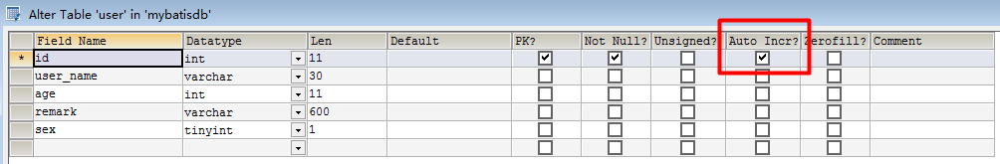 Alter Table 'user' in 'mybatisdb'
Field Name Datatype Len Default PK? Not Null? Unsigned? Auto Incr? Zerofill? Comment
* id int 11
user_name varchar 30
age int 11
remark varchar 600
sex tinyint 1